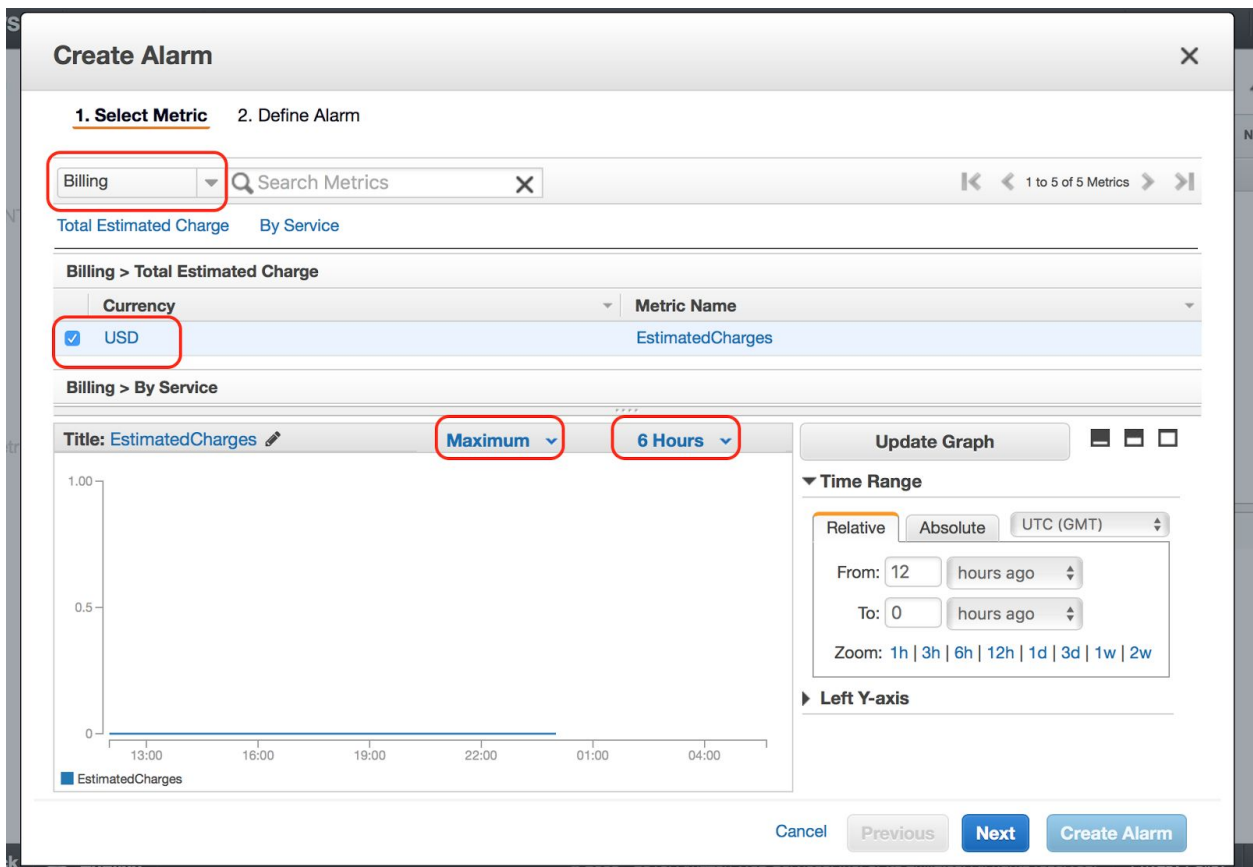 Create Alarm
1. Select Metric 2. Define Alarm
Billing Search Metrics 1 to 5 of 5 Metrics
Total Estimated Charge By Service
Billing > Total Estimated Charge
Currency Metric Name
USD EstimatedCharges
Billing > By Service
Title: EstimatedCharges Maximum 6 Hours Update Graph
Time Range
Relative Absolute UTC (GMT)
From: 12 hours ago
To: 0 hours ago
Zoom: 1h | 3h | 6h | 12h | 1d | 3d | 1w | 2w
Left Y-axis
1.00
0.5
0
13:00 16:00 19:00 22:00 01:00 04:00
EstimatedCharges
Cancel Previous Next Create Alarm